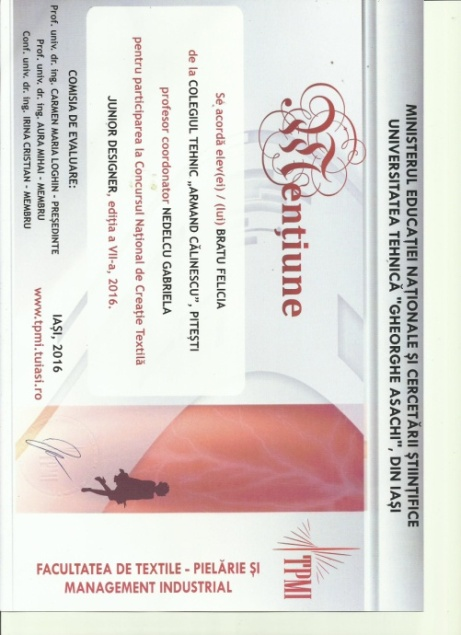 MINISTERUL EDUCAȚIEI NAȚIONALE ȘI CERCETĂRII ȘTIINȚIFICE
UNIVERSITATEA TEHNICĂ "GHEORGHE ASACHI", DIN IAȘI
Mențiune
Se acordă elev(ei) / (lui) BRATU FELICIA
de la COLEGIUL TEHNIC „ARMAND CĂLINESCU”, PITEȘTI
profesor coordonator NEDELCU GABRIELA
pentru participarea la Concursul Național de Creație Textilă
JUNIOR DESIGNER, ediția a VII-a, 2016.
COMISIA DE EVALUARE:
Prof. univ. dr. ing. CARMEN MARIA LOGHIN - PREȘEDINTE
Prof. univ. dr. ing. AURA MIHAI - MEMBRU
Conf. univ. dr. ing. IRINA CRISTIAN - MEMBRU
IAȘI, 2016
www.tpmi.tuiasi.ro
TPMI
FACULTATEA DE TEXTILE - PIELĂRIE ȘI
MANAGEMENT INDUSTRIAL